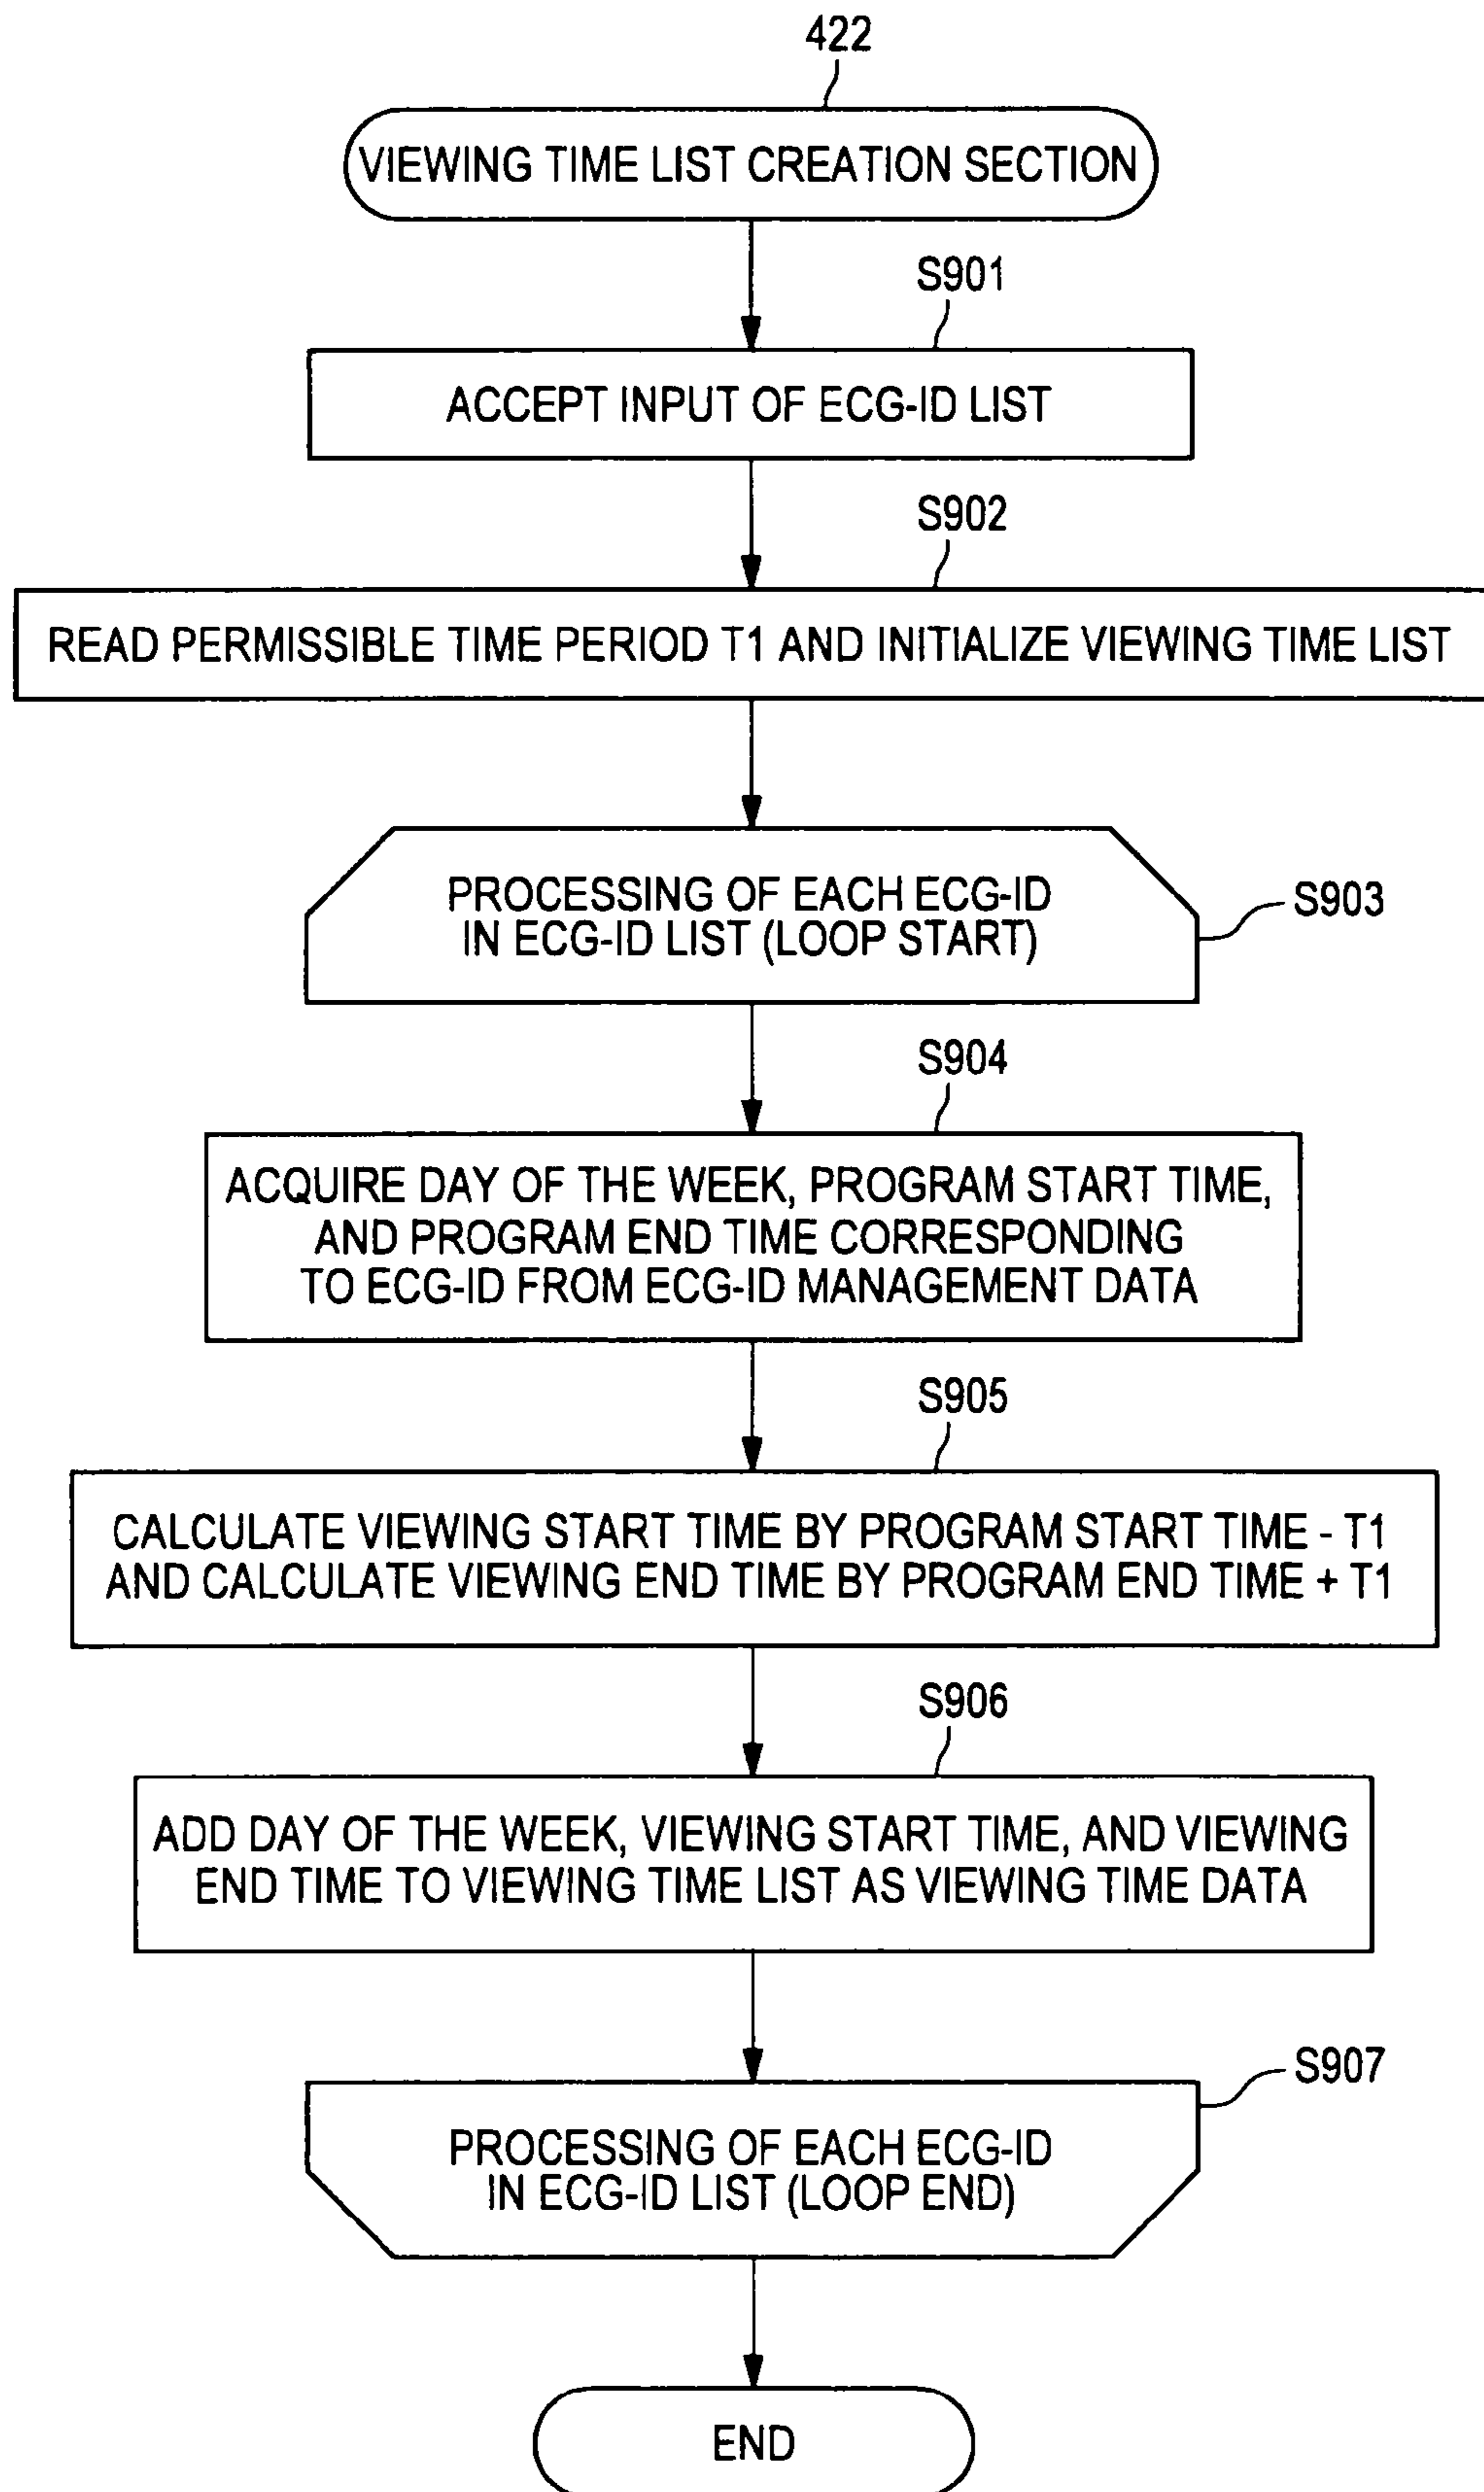 422
VIEWING TIME LIST CREATION SECTION
S901
ACCEPT INPUT OF ECG-ID LIST
S902
READ PERMISSIBLE TIME PERIOD T1 AND INITIALIZE VIEWING TIME LIST
PROCESSING OF EACH ECG-ID
IN ECG-ID LIST (LOOP START)
S903
S904
ACQUIRE DAY OF THE WEEK, PROGRAM START TIME,
AND PROGRAM END TIME CORRESPONDING
TO ECG-ID FROM ECG-ID MANAGEMENT DATA
S905
CALCULATE VIEWING START TIME BY PROGRAM START TIME - T1
AND CALCULATE VIEWING END TIME BY PROGRAM END TIME + T1
S906
ADD DAY OF THE WEEK, VIEWING START TIME, AND VIEWING
END TIME TO VIEWING TIME LIST AS VIEWING TIME DATA
S907
PROCESSING OF EACH ECG-ID
IN ECG-ID LIST (LOOP END)
END